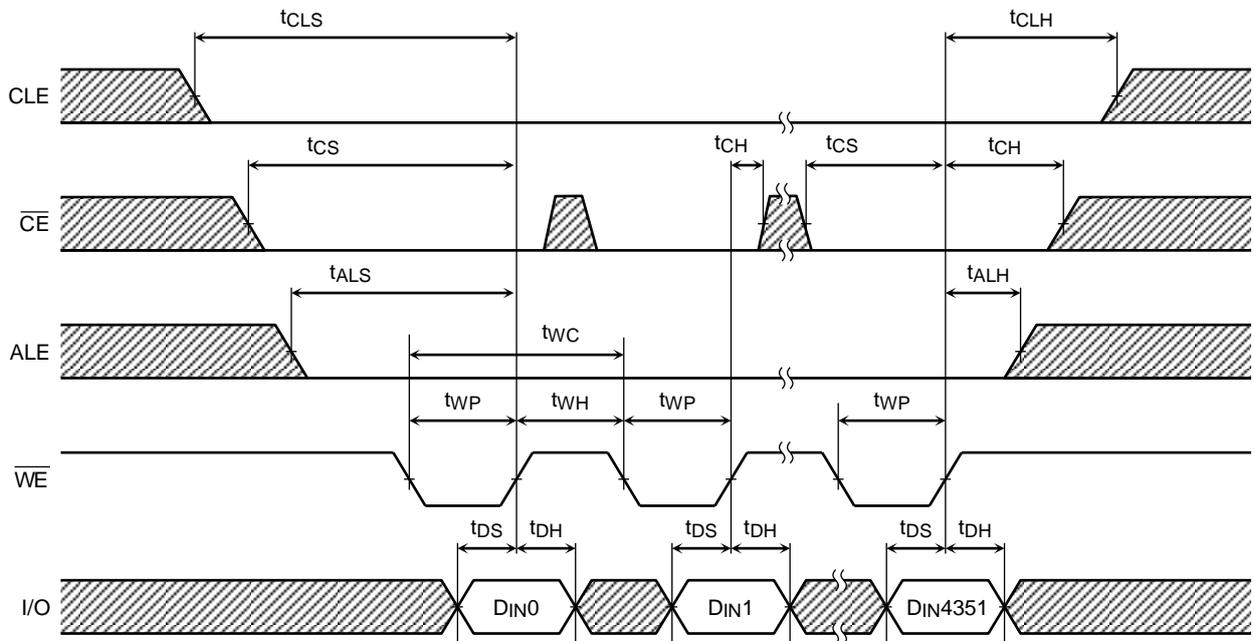 tCLS tCLH
CLE
tCS tCH tCS tCH
CE
tALS tALH
ALE
tWC
tWP tWH tWP tWP
WE
tDS tDH tDS tDH tDS tDH
I/O DIN0 DIN1 DIN4351